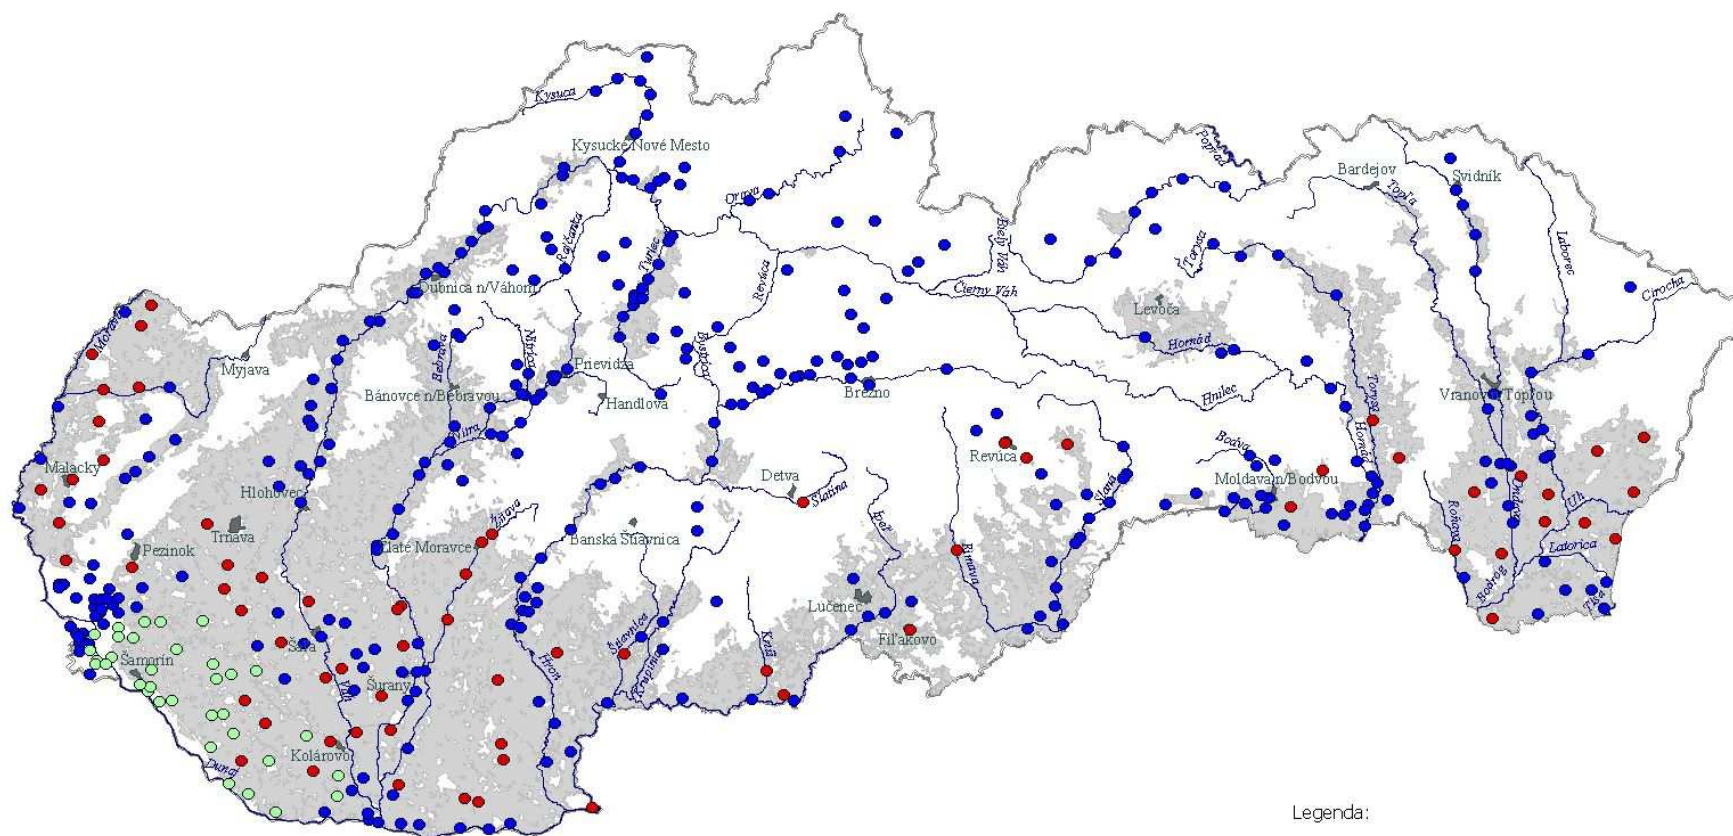 Kysuca
Kysucké Nové Mesto
Poprad
Bardejov
Svidník
Topľa
Orava
Rajčanka
Turiec
Biely Váh
Torysa
Laborec
Revúca
Cirocha
Dubnica n/Váhom
Čierny Váh
Levoča
Morava
Hornád
Myjava
Bebrava
Nitrica
Bystrica
Prievidza
Bánovce n/Bebravou
Handlová
Brezno
Hnilec
Vranov n/Topľou
Torysa
Nitra
Hornád
Malacky
Detva
Revúca
Bodva
Slaná
Moldava n/Bodvou
Hlohovec
Slatina
Ondava
Uh
Žitava
Ipeľ
Trnava
Banská Štiavnica
Roňava
Pezinok
Zlaté Moravce
Rimava
Latorica
Bodrog
Tisa
Lučenec
Štiavnica
Fiľakovo
Šaľa
Krupinica
Šamorín
Hron
Váh
Šurany
Kolárovo
Dunaj
Legenda: